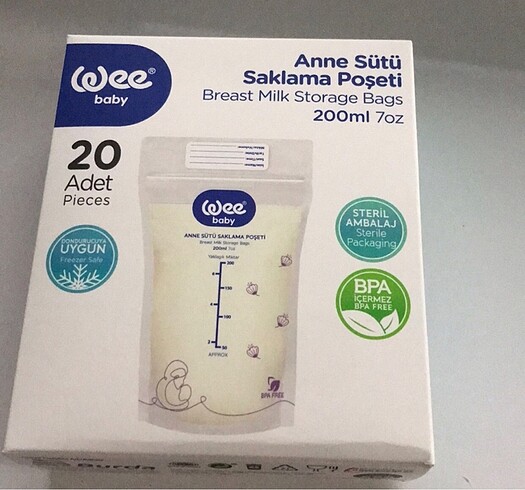 wee®
baby
Anne Sütü
Saklama Poşeti
Breast Milk Storage Bags
200ml 7oz
20
Adet
Pieces
DONDURUCUYA
UYGUN
Freezer Safe
STERİL
AMBALAJ
Sterile
Packaging
BPA
İÇERMEZ
BPA FREE
wee
baby
ANNE SÜTÜ SAKLAMA POŞETİ
Breast Milk Storage Bags
200ml 7oz
200
150
100
50
APPROX
BPA FREE